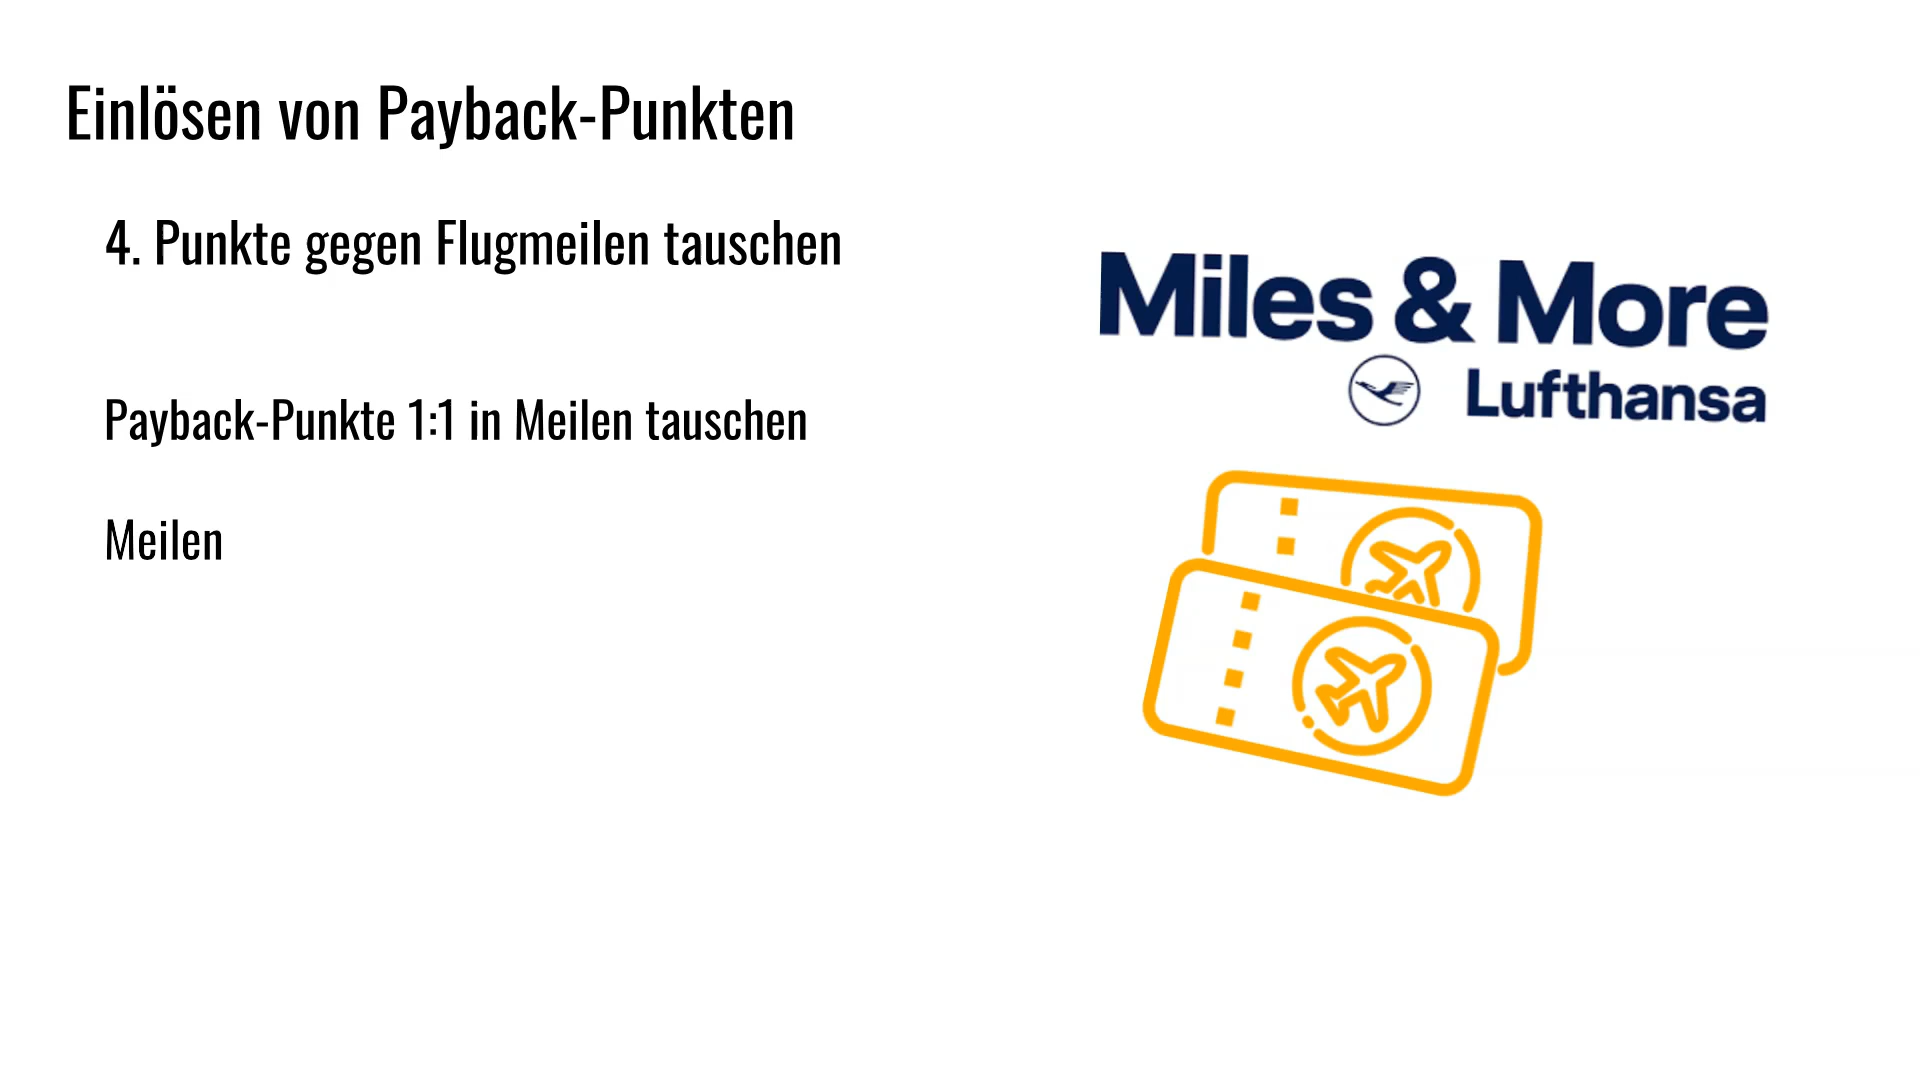 Einlösen von Payback-Punkten
4. Punkte gegen Flugmeilen tauschen
Payback-Punkte 1:1 in Meilen tauschen
Meilen
Miles & More
Lufthansa